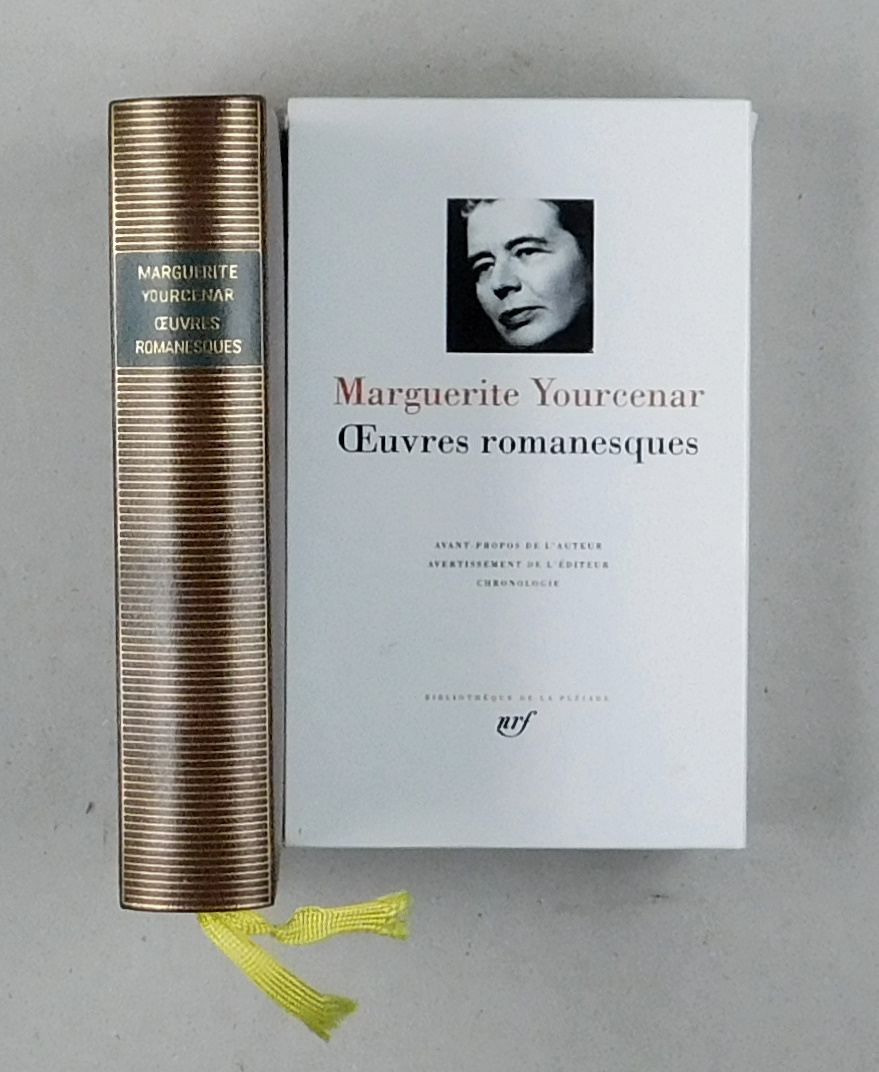 MARGUERITE
YOURCENAR
ŒUVRES
ROMANESQUES
Marguerite Yourcenar
Œuvres romanesques
AVANT-PROPOS DE L'AUTEUR
AVERTISSEMENT DE L'ÉDITEUR
CHRONOLOGIE
BIBLIOTHÈQUE DE LA PLÉIADE
nrf